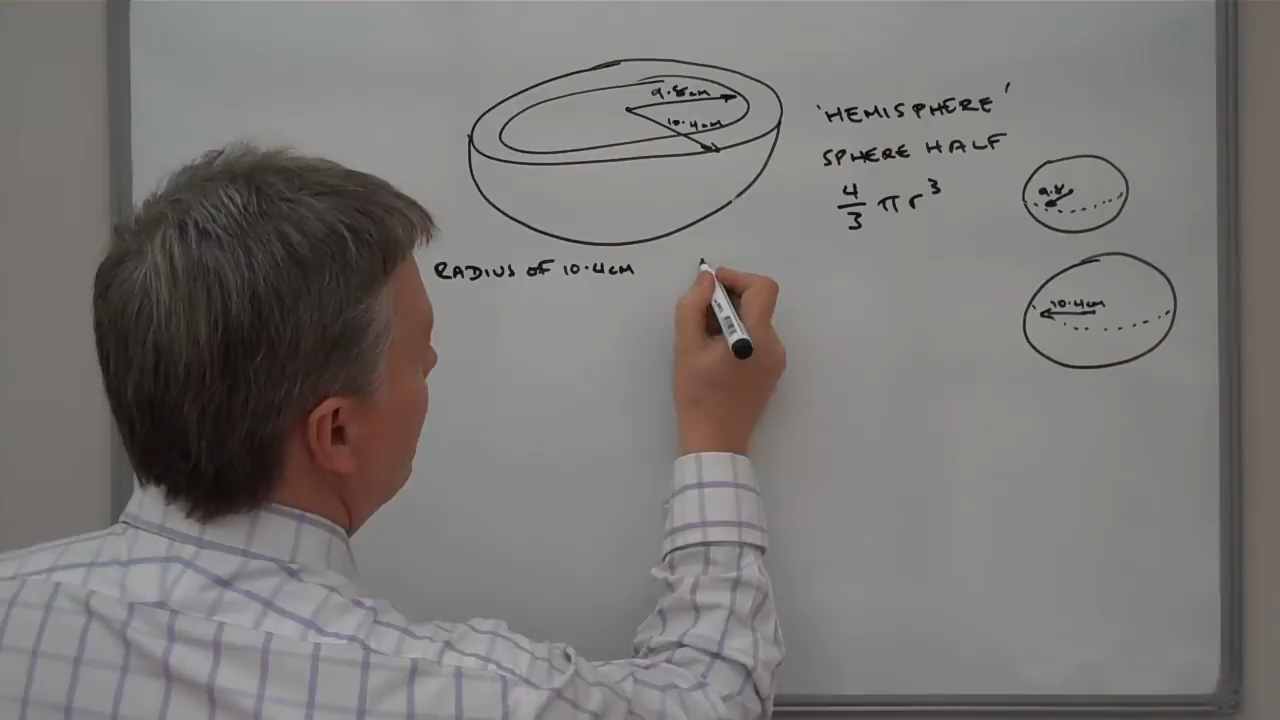 9.8cm
10.4cm
'HEMISPHERE'
SPHERE HALF
4/3 πr³
9.8
10.4cm
RADIUS OF 10.4cm